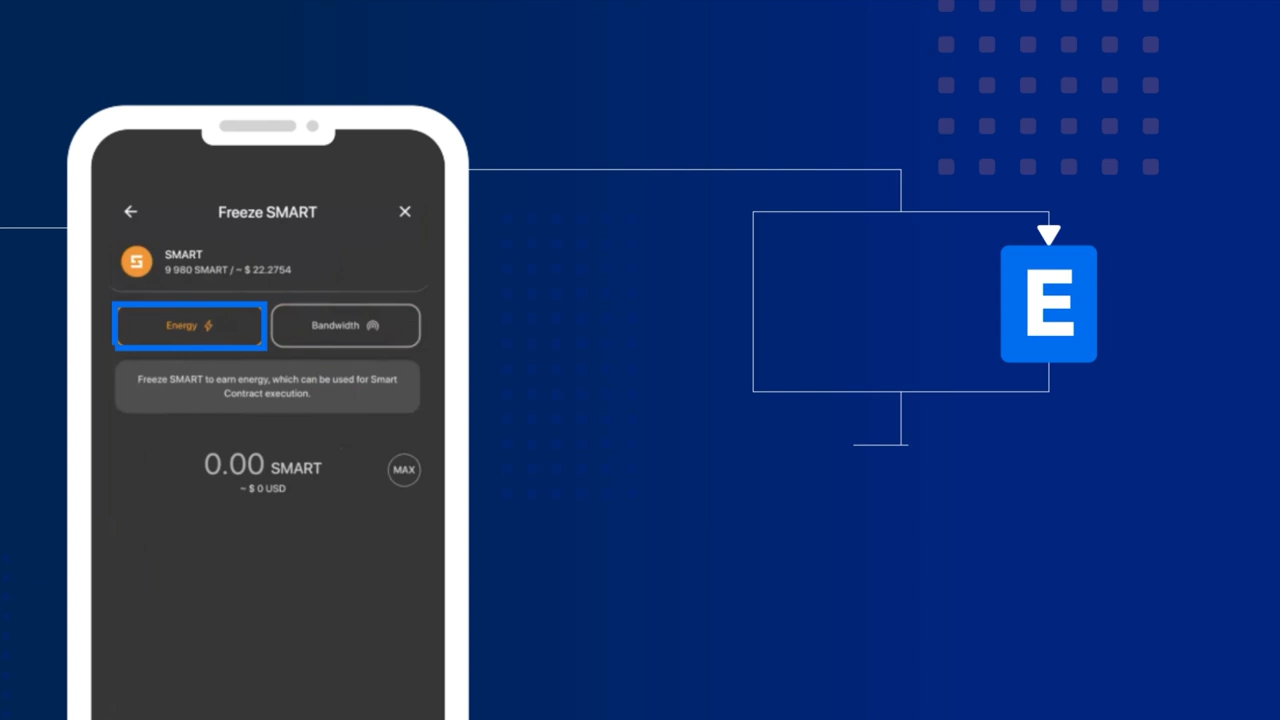 Freeze SMART
SMART
9 980 SMART / ~ $ 22.2754
Energy
Bandwidth
Freeze SMART to earn energy, which can be used for Smart
Contract execution.
0.00 SMART
MAX
~ $ 0 USD
E